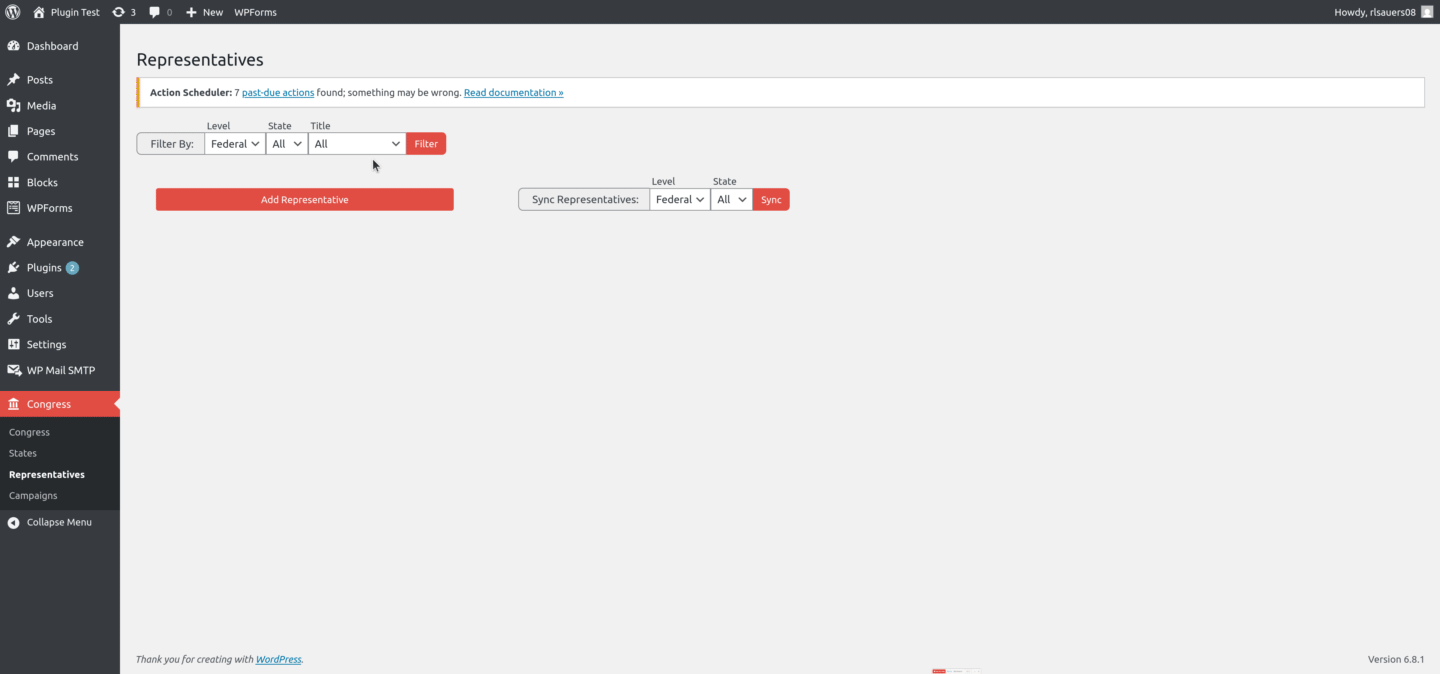 Plugin Test 3 0 New WPForms Howdy, rlsauers08
Dashboard
Posts
Media
Pages
Comments
Blocks
WPForms
Appearance
Plugins 2
Users
Tools
Settings
WP Mail SMTP
Congress
Congress
States
Representatives
Campaigns
Collapse Menu
Representatives
Action Scheduler: 7 past-due actions found; something may be wrong. Read documentation »
Level State Title
Filter By: Federal All All Filter
Level State
Add Representative Sync Representatives: Federal All Sync
Thank you for creating with WordPress. Version 6.8.1